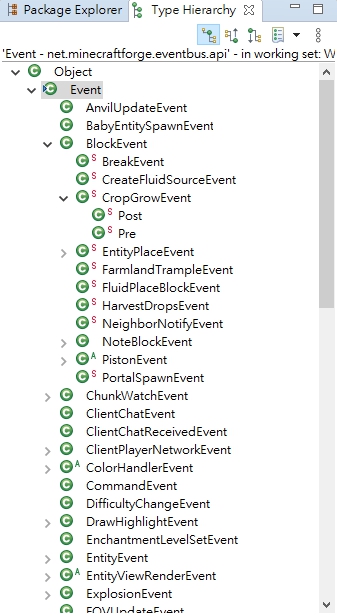 Package Explorer Type Hierarchy
'Event - net.minecraftforge.eventbus.api' - in working set: W
Object
Event
AnvilUpdateEvent
BabyEntitySpawnEvent
BlockEvent
S BreakEvent
S CreateFluidSourceEvent
S CropGrowEvent
S Post
S Pre
S EntityPlaceEvent
S FarmlandTrampleEvent
S FluidPlaceBlockEvent
S HarvestDropsEvent
S NeighborNotifyEvent
NoteBlockEvent
A PistonEvent
S PortalSpawnEvent
ChunkWatchEvent
ClientChatEvent
ClientChatReceivedEvent
ClientPlayerNetworkEvent
A ColorHandlerEvent
CommandEvent
DifficultyChangeEvent
DrawHighlightEvent
EnchantmentLevelSetEvent
EntityEvent
A EntityViewRenderEvent
ExplosionEvent
FOVUpdateEvent